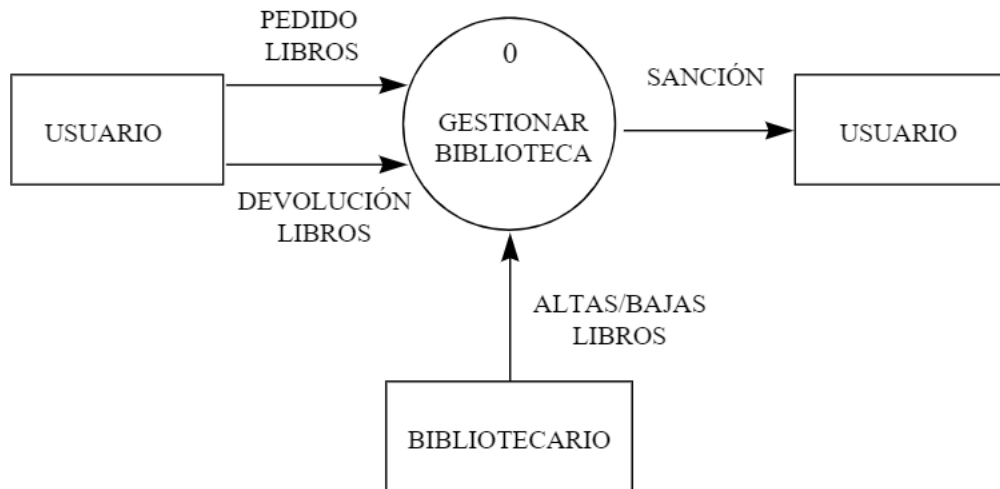 PEDIDO
LIBROS
0
SANCIÓN
USUARIO
GESTIONAR
BIBLIOTECA
USUARIO
DEVOLUCIÓN
LIBROS
ALTAS/BAJAS
LIBROS
BIBLIOTECARIO